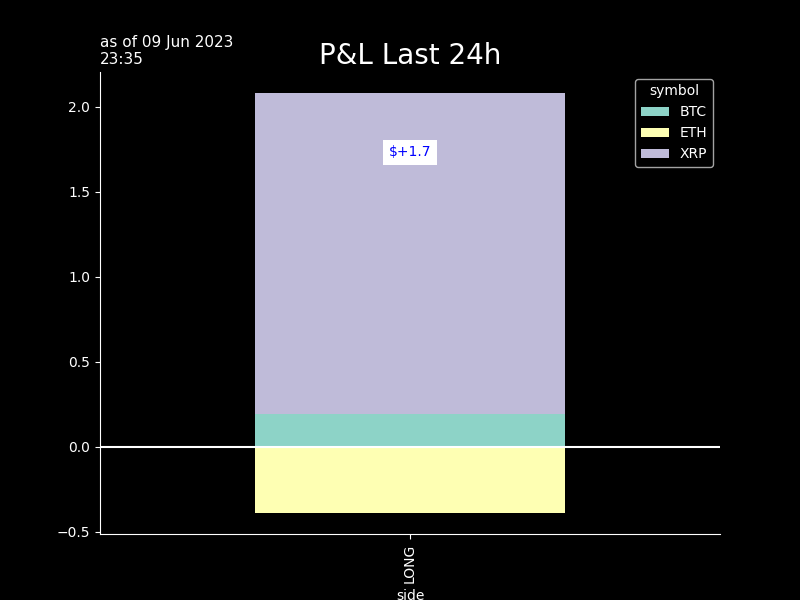 as of 09 Jun 2023
23:35
P&L Last 24h
symbol
BTC
ETH
XRP
2.0
1.5
1.0
0.5
0.0
−0.5
$+1.7
LONG
side